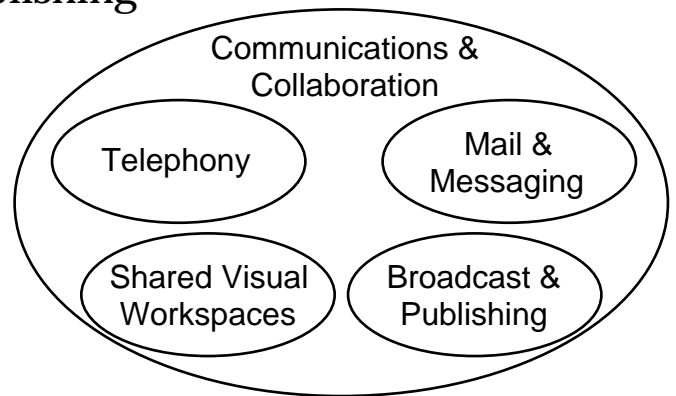 Communications &
Collaboration
Telephony
Mail &
Messaging
Shared Visual
Workspaces
Broadcast &
Publishing